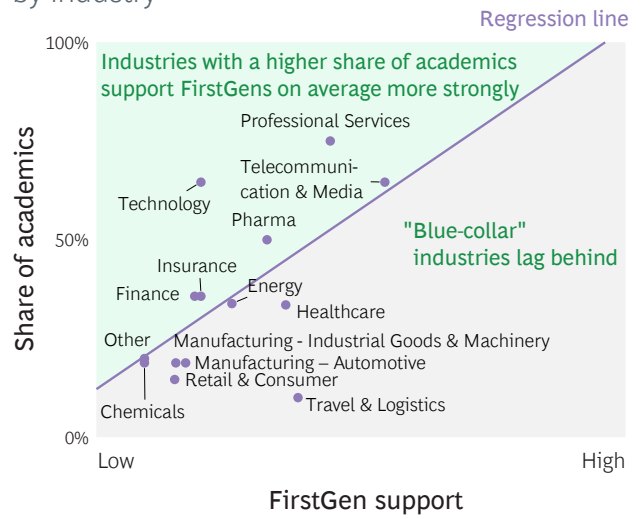 by industry
Regression line
100%
Industries with a higher share of academics
support FirstGens on average more strongly
Professional Services
Telecommuni-
cation & Media
Technology
Pharma
50%
"Blue-collar"
industries lag behind
Insurance
Energy
Finance
Healthcare
Other
Manufacturing - Industrial Goods & Machinery
Manufacturing – Automotive
Retail & Consumer
Chemicals
Travel & Logistics
0%
Low
High
Share of academics
FirstGen support